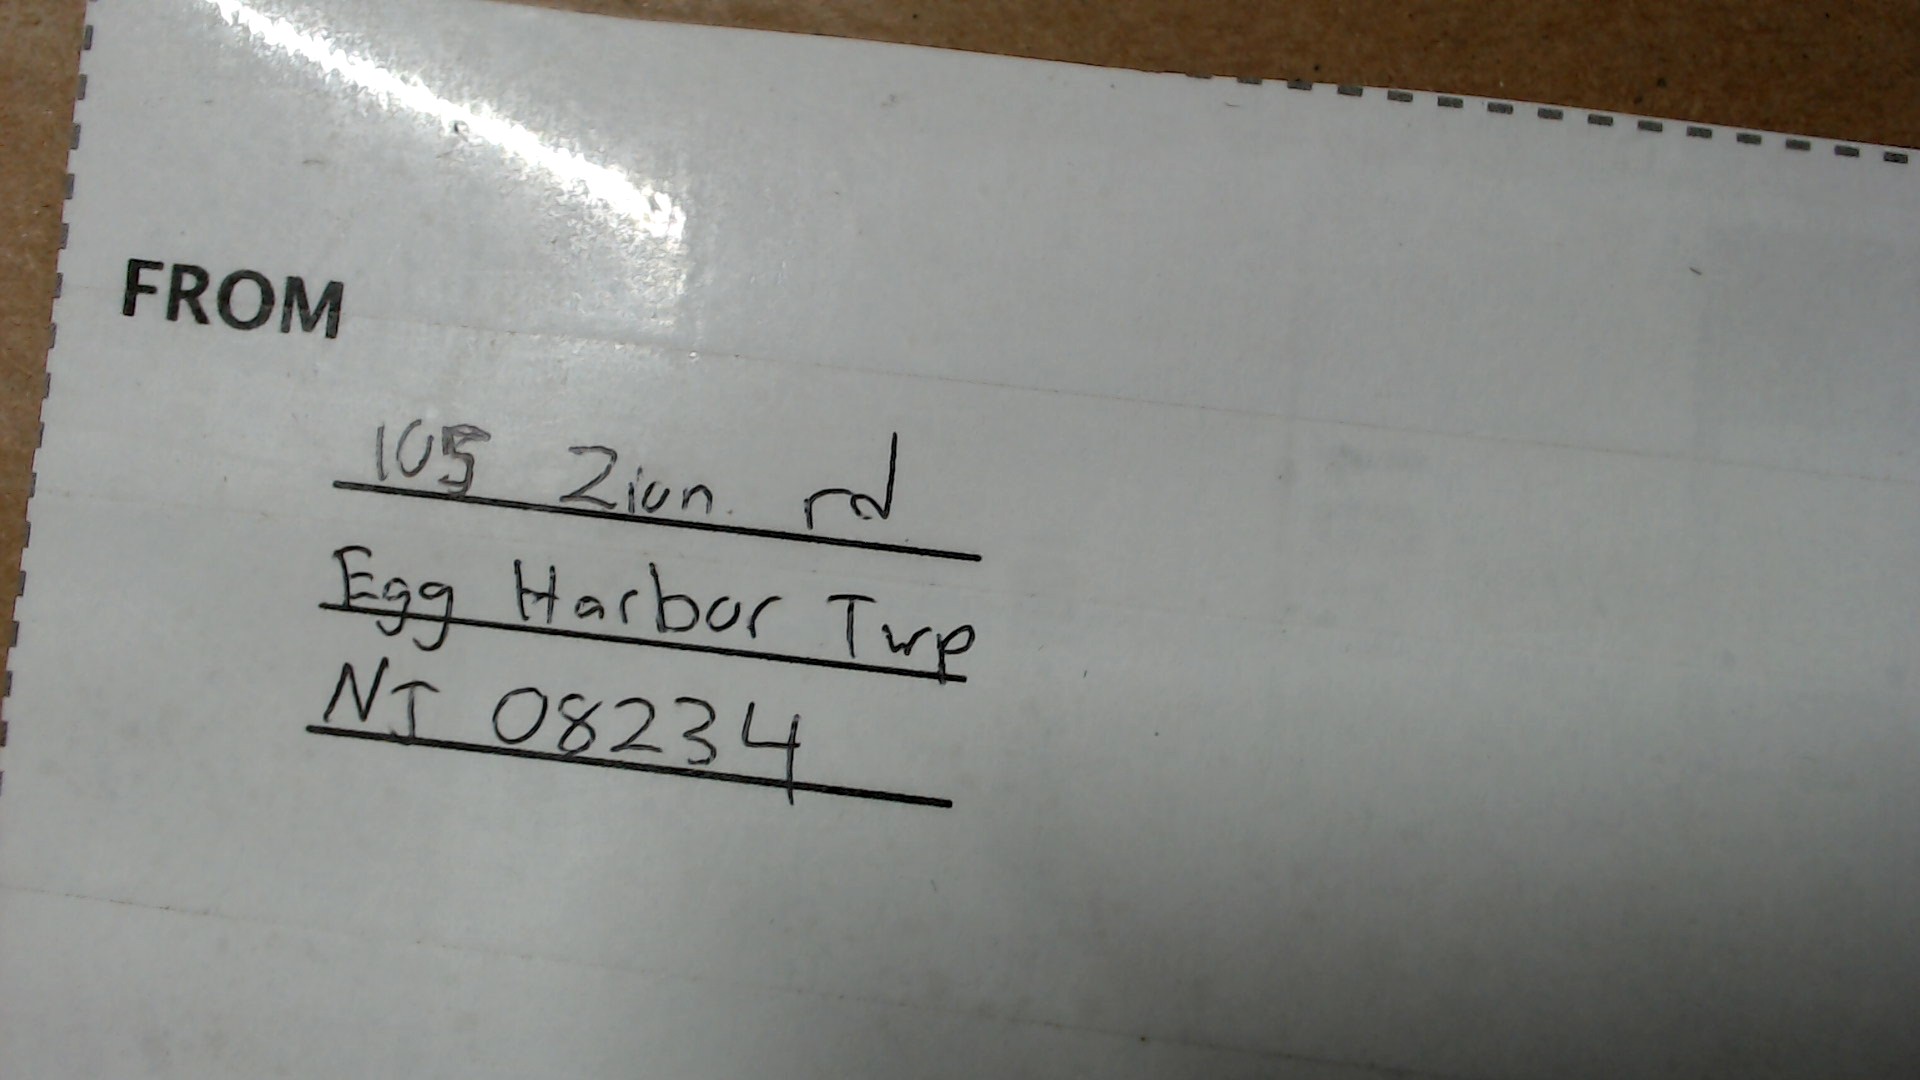 FROM
105 Zion rd
Egg Harbor Twp
NJ 08234